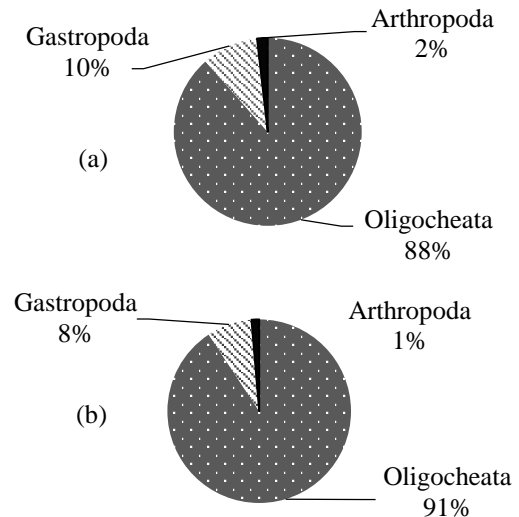 Gastropoda
10%
Arthropoda
2%
(a)
Oligocheata
88%
Gastropoda
8%
Arthropoda
1%
(b)
Oligocheata
91%